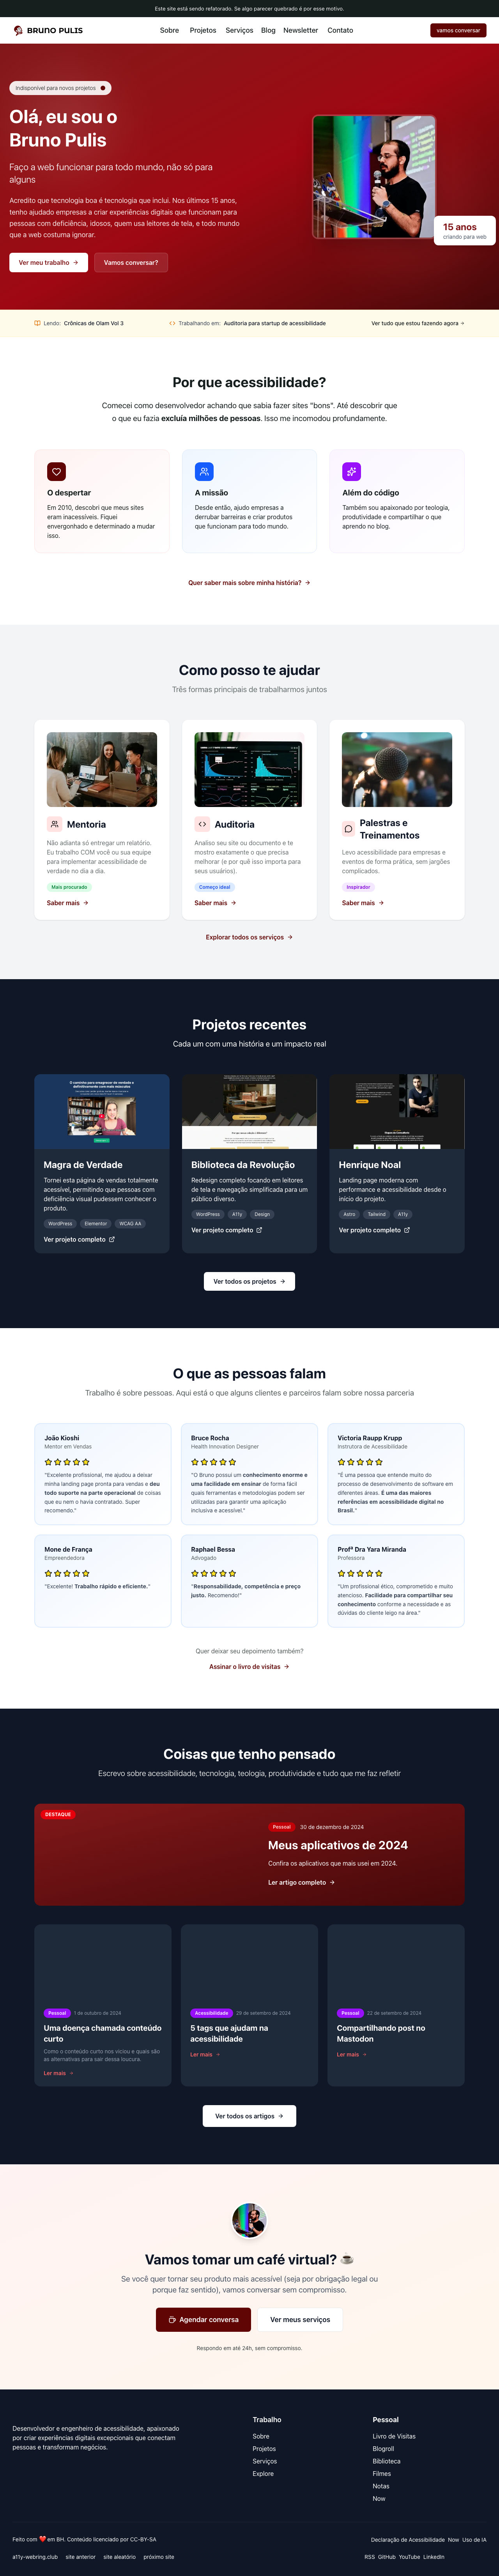 Este site está sendo refatorado. Se algo parecer quebrado é por esse motivo.
BRUNO PULIS
Sobre Projetos Serviços Blog Newsletter Contato
vamos conversar
Indisponível para novos projetos
Olá, eu sou o
Bruno Pulis
Faço a web funcionar para todo mundo, não só para
alguns
Acredito que tecnologia boa é tecnologia que inclui. Nos últimos 15 anos,
tenho ajudado empresas a criar experiências digitais que funcionam para
pessoas com deficiência, idosos, quem usa leitores de tela, e todo mundo
que a web costuma ignorar.
Ver meu trabalho →
Vamos conversar?
15 anos
criando para web
Lendo: Crônicas de Olam Vol 3
Trabalhando em: Auditoria para startup de acessibilidade
Ver tudo que estou fazendo agora →
Por que acessibilidade?
Comecei como desenvolvedor achando que sabia fazer sites "bons". Até descobrir que
o que eu fazia excluía milhões de pessoas. Isso me incomodou profundamente.
O despertar
Em 2010, descobri que meus sites
eram inacessíveis. Fiquei
envergonhado e determinado a mudar
isso.
A missão
Desde então, ajudo empresas a
derrubar barreiras e criar produtos
que funcionam para todo mundo.
Além do código
Também sou apaixonado por teologia,
produtividade e compartilhar o que
aprendo no blog.
Quer saber mais sobre minha história? →
Como posso te ajudar
Três formas principais de trabalharmos juntos
Mentoria
Não adianta só entregar um relatório.
Eu trabalho COM você ou sua equipe
para implementar acessibilidade de
verdade no dia a dia.
Mais procurado
Saber mais →
Auditoria
Analiso seu site ou documento e te
mostro exatamente o que precisa
melhorar (e por quê isso importa para
seus usuários).
Começo ideal
Saber mais →
Palestras e
Treinamentos
Levo acessibilidade para empresas e
eventos de forma prática, sem jargões
complicados.
Inspirador
Saber mais →
Explorar todos os serviços →
Projetos recentes
Cada um com uma história e um impacto real
Magra de Verdade
Tornei esta página de vendas totalmente
acessível, permitindo que pessoas com
deficiência visual pudessem conhecer o
produto.
WordPress Elementor WCAG AA
Ver projeto completo
Biblioteca da Revolução
Redesign completo focando em leitores
de tela e navegação simplificada para um
público diverso.
WordPress A11y Design
Ver projeto completo
Henrique Noal
Landing page moderna com
performance e acessibilidade desde o
início do projeto.
Astro Tailwind A11y
Ver projeto completo
Ver todos os projetos →
O que as pessoas falam
Trabalho é sobre pessoas. Aqui está o que alguns clientes e parceiros falam sobre nossa parceria
João Kioshi
Mentor em Vendas
"Excelente profissional, me ajudou a deixar
minha landing page pronta para vendas e deu
todo suporte na parte operacional de coisas
que eu nem o havia contratado. Super
recomendo."
Bruce Rocha
Health Innovation Designer
"O Bruno possui um conhecimento enorme e
uma facilidade em ensinar de forma fácil
quais ferramentas e metodologias podem ser
utilizadas para garantir uma aplicação
inclusiva e acessível."
Victoria Raupp Krupp
Instrutora de Acessibilidade
"É uma pessoa que entende muito do
processo de desenvolvimento de software em
diferentes áreas. É uma das maiores
referências em acessibilidade digital no
Brasil."
Mone de França
Empreendedora
"Excelente! Trabalho rápido e eficiente."
Raphael Bessa
Advogado
"Responsabilidade, competência e preço
justo. Recomendo!"
Profª Dra Yara Miranda
Professora
"Um profissional ético, comprometido e muito
atencioso. Facilidade para compartilhar seu
conhecimento conforme a necessidade e as
dúvidas do cliente leigo na área."
Quer deixar seu depoimento também?
Assinar o livro de visitas →
Coisas que tenho pensado
Escrevo sobre acessibilidade, tecnologia, teologia, produtividade e tudo que me faz refletir
DESTAQUE
Pessoal 30 de dezembro de 2024
Meus aplicativos de 2024
Confira os aplicativos que mais usei em 2024.
Ler artigo completo →
Pessoal 1 de outubro de 2024
Uma doença chamada conteúdo
curto
Como o conteúdo curto nos viciou e quais são
as alternativas para sair dessa loucura.
Ler mais →
Acessibilidade 29 de setembro de 2024
5 tags que ajudam na
acessibilidade
Ler mais →
Pessoal 22 de setembro de 2024
Compartilhando post no
Mastodon
Ler mais →
Ver todos os artigos →
Vamos tomar um café virtual? ☕
Se você quer tornar seu produto mais acessível (seja por obrigação legal ou
porque faz sentido), vamos conversar sem compromisso.
Agendar conversa
Ver meus serviços
Respondo em até 24h, sem compromisso.
Desenvolvedor e engenheiro de acessibilidade, apaixonado
por criar experiências digitais excepcionais que conectam
pessoas e transformam negócios.
Trabalho
Sobre
Projetos
Serviços
Explore
Pessoal
Livro de Visitas
Blogroll
Biblioteca
Filmes
Notas
Now
Feito com ❤️ em BH. Conteúdo licenciado por CC-BY-SA
Declaração de Acessibilidade Now Uso de IA
a11y-webring.club site anterior site aleatório próximo site
RSS GitHub YouTube LinkedIn